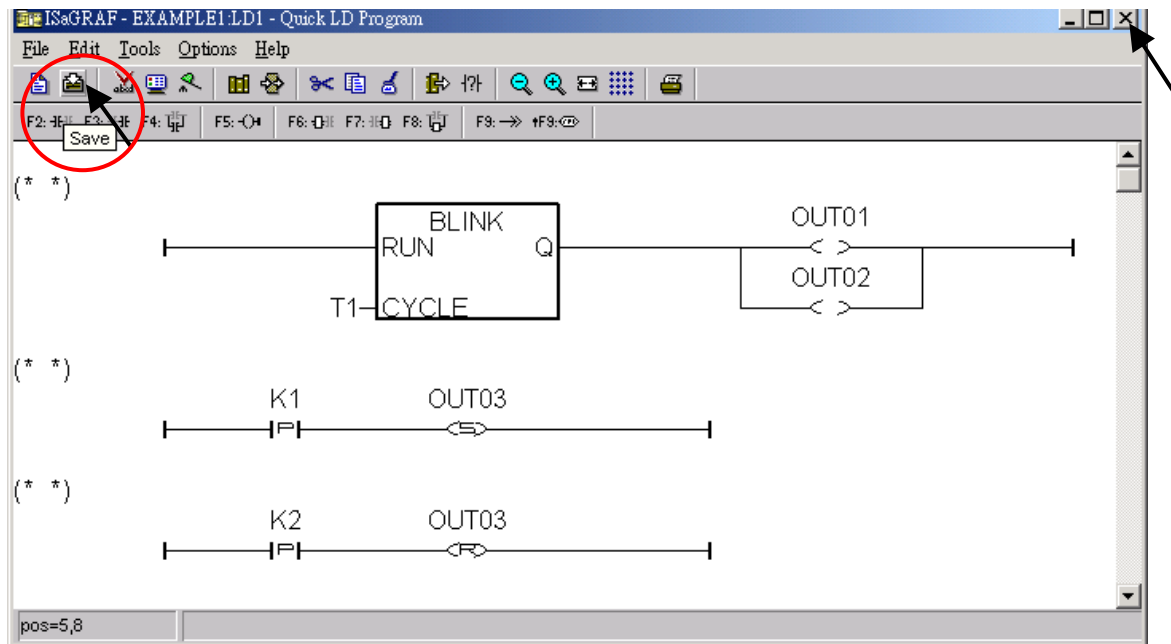 ISaGRAF - EXAMPLE1:LD1 - Quick LD Program
File Edit Tools Options Help
F2: F3: F4: F5: F6: F7: F8: F9: F9:
Save
(* *)
BLINK OUT01
RUN Q
OUT02
T1 CYCLE
(* *)
K1 OUT03
P S
(* *)
K2 OUT03
P R
pos=5,8